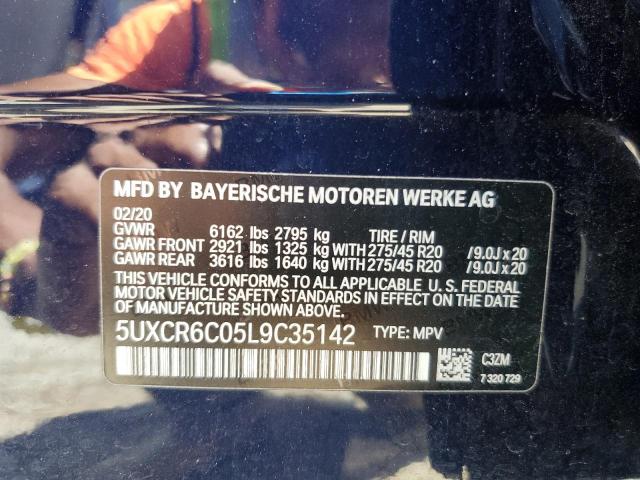 MFD BY BAYERISCHE MOTOREN WERKE AG
02/20
GVWR 6162 lbs 2795 kg TIRE / RIM
GAWR FRONT 2921 lbs 1325 kg WITH 275/45 R20 / 9.0J x 20
GAWR REAR 3616 lbs 1640 kg WITH 275/45 R20 / 9.0J x 20
THIS VEHICLE CONFORMS TO ALL APPLICABLE U. S. FEDERAL
MOTOR VEHICLE SAFETY STANDARDS IN EFFECT ON THE
DATE OF MANUFACTURE SHOWN ABOVE.
5UXCR6C05L9C35142 TYPE: MPV
C3ZM
7 320 729